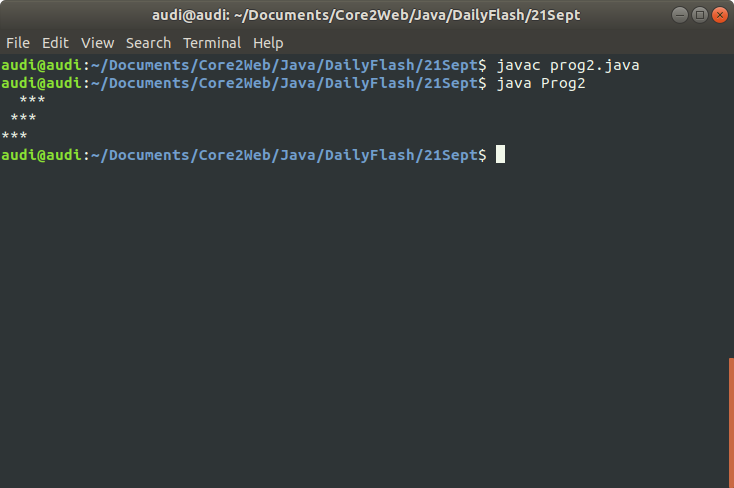 audi@audi: ~/Documents/Core2Web/Java/DailyFlash/21Sept
File Edit View Search Terminal Help
audi@audi:~/Documents/Core2Web/Java/DailyFlash/21Sept$ javac prog2.java
audi@audi:~/Documents/Core2Web/Java/DailyFlash/21Sept$ java Prog2
  ***
 ***
***
audi@audi:~/Documents/Core2Web/Java/DailyFlash/21Sept$